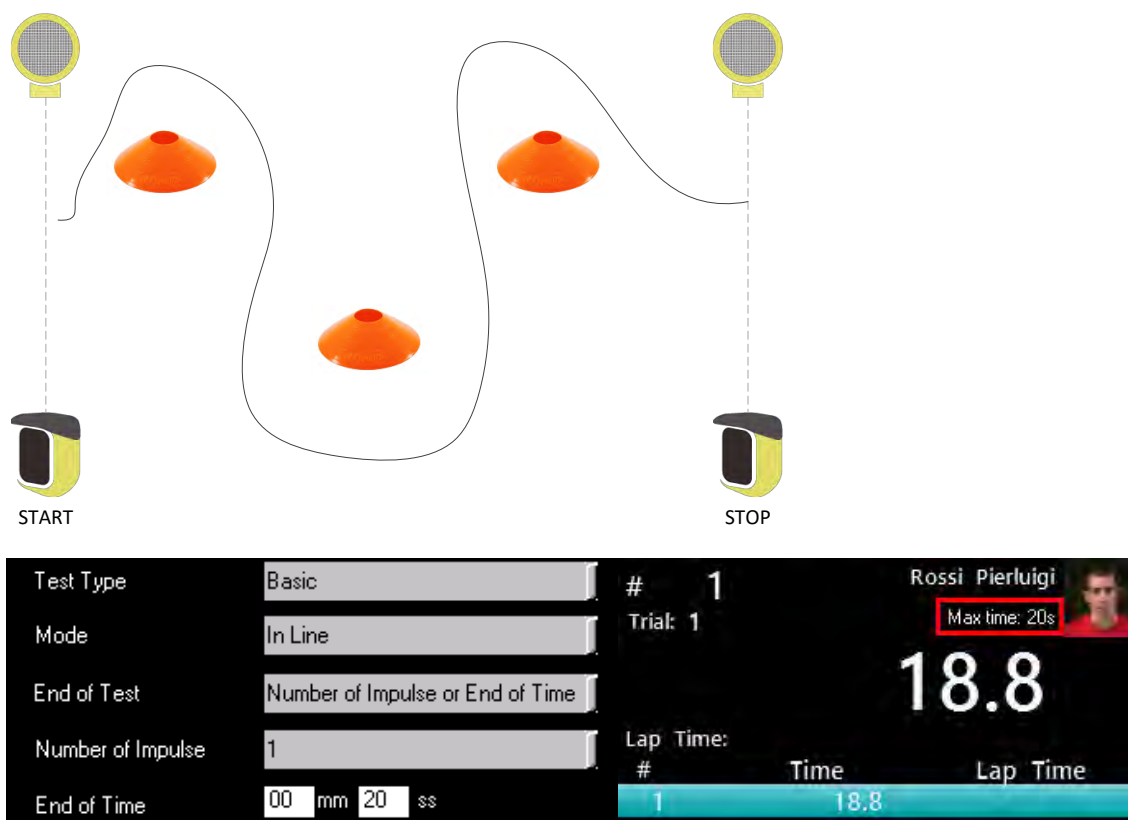 START
STOP
Test Type
Basic
Mode
In Line
End of Test
Number of Impulse or End of Time
Number of Impulse
1
End of Time
00 mm 20 ss
# 1
Rossi Pierluigi
Trial: 1
Max time: 20s
18.8
Lap Time:
# Time Lap Time
1 18.8